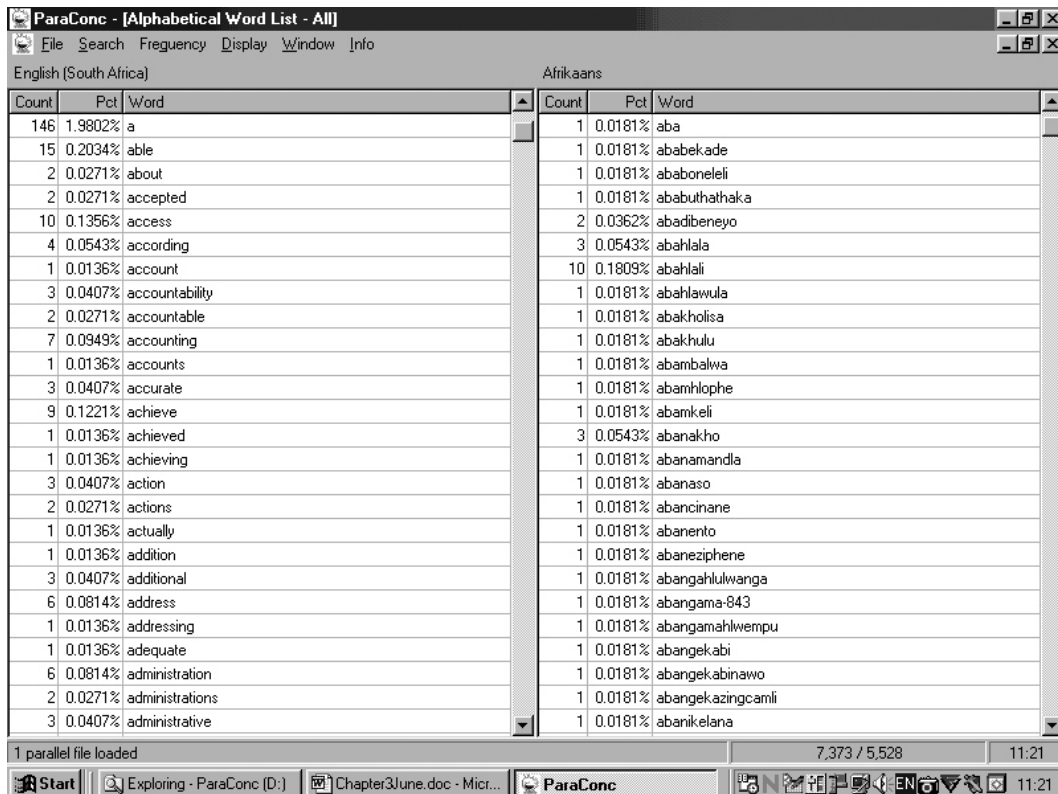 ParaConc - [Alphabetical Word List - All]
File Search Frequency Display Window Info
English (South Africa) Afrikaans
Count Pct Word Count Pct Word
146 1.9802% a 1 0.0181% aba
15 0.2034% able 1 0.0181% ababekade
2 0.0271% about 1 0.0181% ababoneleli
2 0.0271% accepted 1 0.0181% ababuthathaka
10 0.1356% access 2 0.0362% abadibeneyo
4 0.0543% according 3 0.0543% abahlala
1 0.0136% account 10 0.1809% abahlali
3 0.0407% accountability 1 0.0181% abahlawula
2 0.0271% accountable 1 0.0181% abakholisa
7 0.0949% accounting 1 0.0181% abakhulu
1 0.0136% accounts 1 0.0181% abambalwa
3 0.0407% accurate 1 0.0181% abamhlophe
9 0.1221% achieve 1 0.0181% abamkeli
1 0.0136% achieved 3 0.0543% abanakho
1 0.0136% achieving 1 0.0181% abanamandla
3 0.0407% action 1 0.0181% abanaso
2 0.0271% actions 1 0.0181% abancinane
1 0.0136% actually 1 0.0181% abanento
1 0.0136% addition 1 0.0181% abaneziphene
3 0.0407% additional 1 0.0181% abangahlulwanga
6 0.0814% address 1 0.0181% abangama-843
1 0.0136% addressing 1 0.0181% abangamahlwempu
1 0.0136% adequate 1 0.0181% abangekabi
6 0.0814% administration 1 0.0181% abangekabinawo
2 0.0271% administrations 1 0.0181% abangekazingcamli
3 0.0407% administrative 1 0.0181% abanikelana
1 parallel file loaded 7,373 / 5,528 11:21
Start Exploring - ParaConc (D:) Chapter3June.doc - Micr... ParaConc EN 11:21